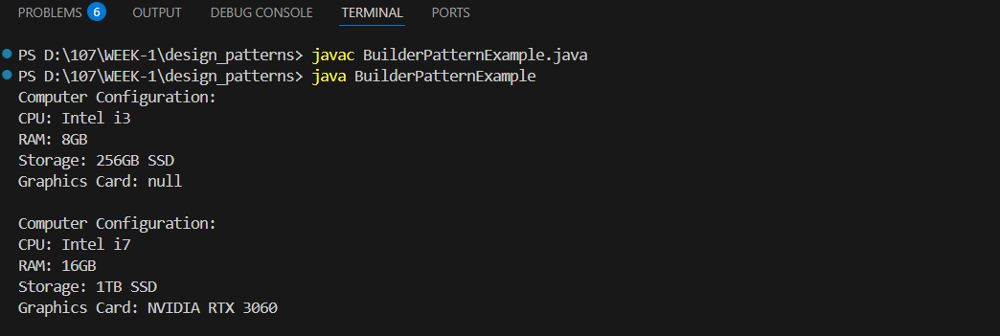 PROBLEMS 6 OUTPUT DEBUG CONSOLE TERMINAL PORTS
PS D:\107\WEEK-1\design_patterns> javac BuilderPatternExample.java
PS D:\107\WEEK-1\design_patterns> java BuilderPatternExample
Computer Configuration:
CPU: Intel i3
RAM: 8GB
Storage: 256GB SSD
Graphics Card: null
Computer Configuration:
CPU: Intel i7
RAM: 16GB
Storage: 1TB SSD
Graphics Card: NVIDIA RTX 3060